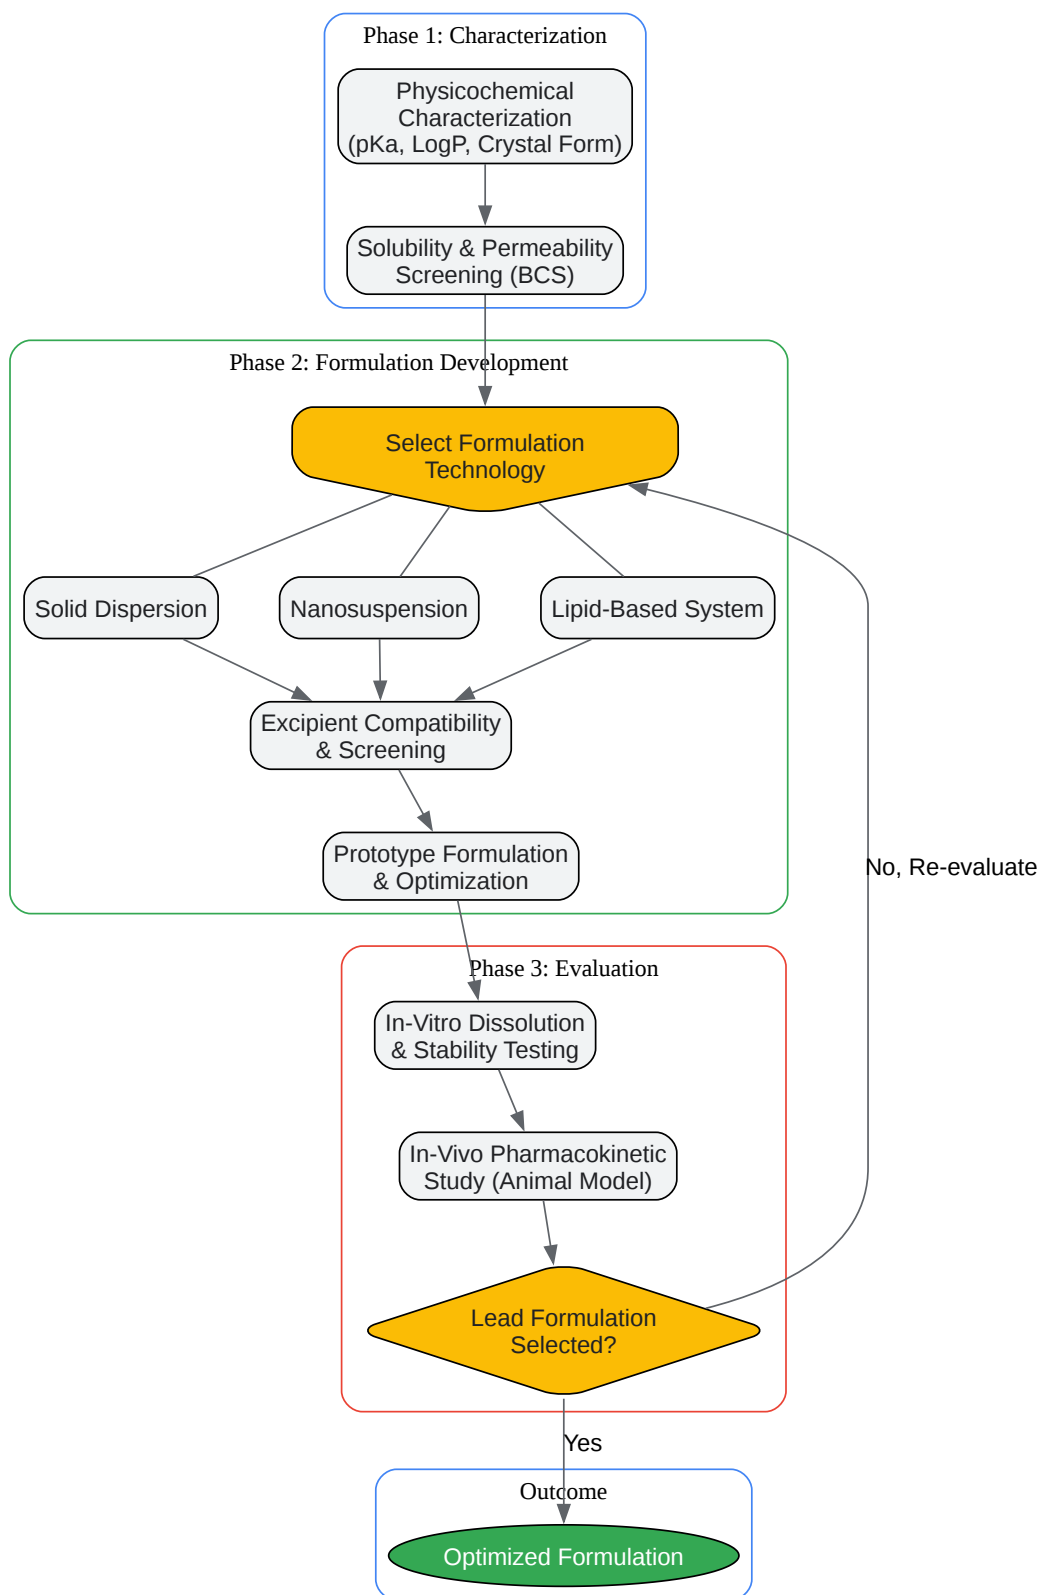 Phase 1: Characterization
Physicochemical
Characterization
(pKa, LogP, Crystal Form)
Solubility & Permeability
Screening (BCS)
Phase 2: Formulation Development
Select Formulation
Technology
Solid Dispersion
Nanosuspension
Lipid-Based System
Excipient Compatibility
& Screening
Prototype Formulation
& Optimization
No, Re-evaluate
Phase 3: Evaluation
In-Vitro Dissolution
& Stability Testing
In-Vivo Pharmacokinetic
Study (Animal Model)
Lead Formulation
Selected?
Yes
Outcome
Optimized Formulation